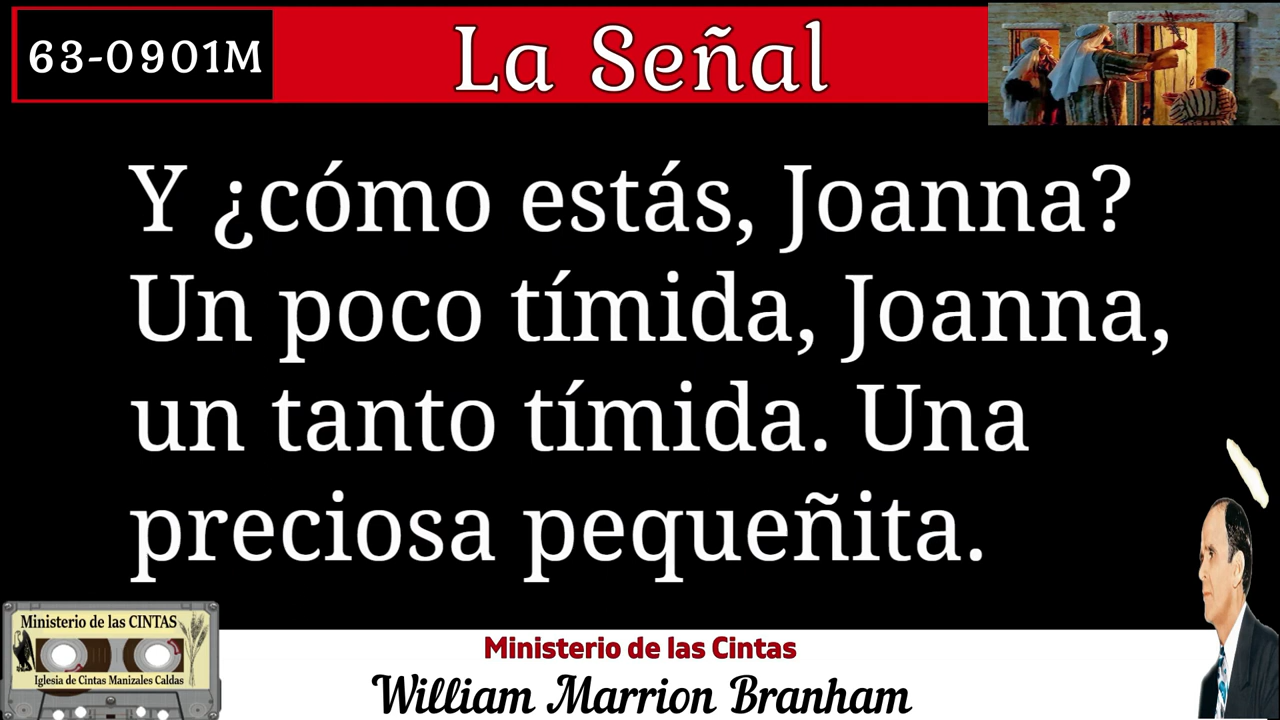 63-0901M
La Señal
Y ¿cómo estás, Joanna?
Un poco tímida, Joanna,
un tanto tímida. Una
preciosa pequeñita.
Ministerio de las CINTAS
Iglesia de Cintas Manizales Caldas
Ministerio de las Cintas
William Marrion Branham